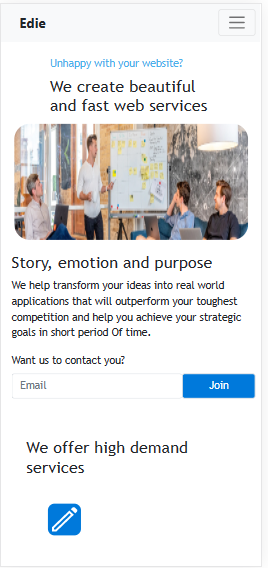 Edie
Unhappy with your website?
We create beautiful
and fast web services
Story, emotion and purpose
We help transform your ideas into real world
applications that will outperform your toughest
competition and help you achieve your strategic
goals in short period Of time.
Want us to contact you?
Email
Join
We offer high demand
services